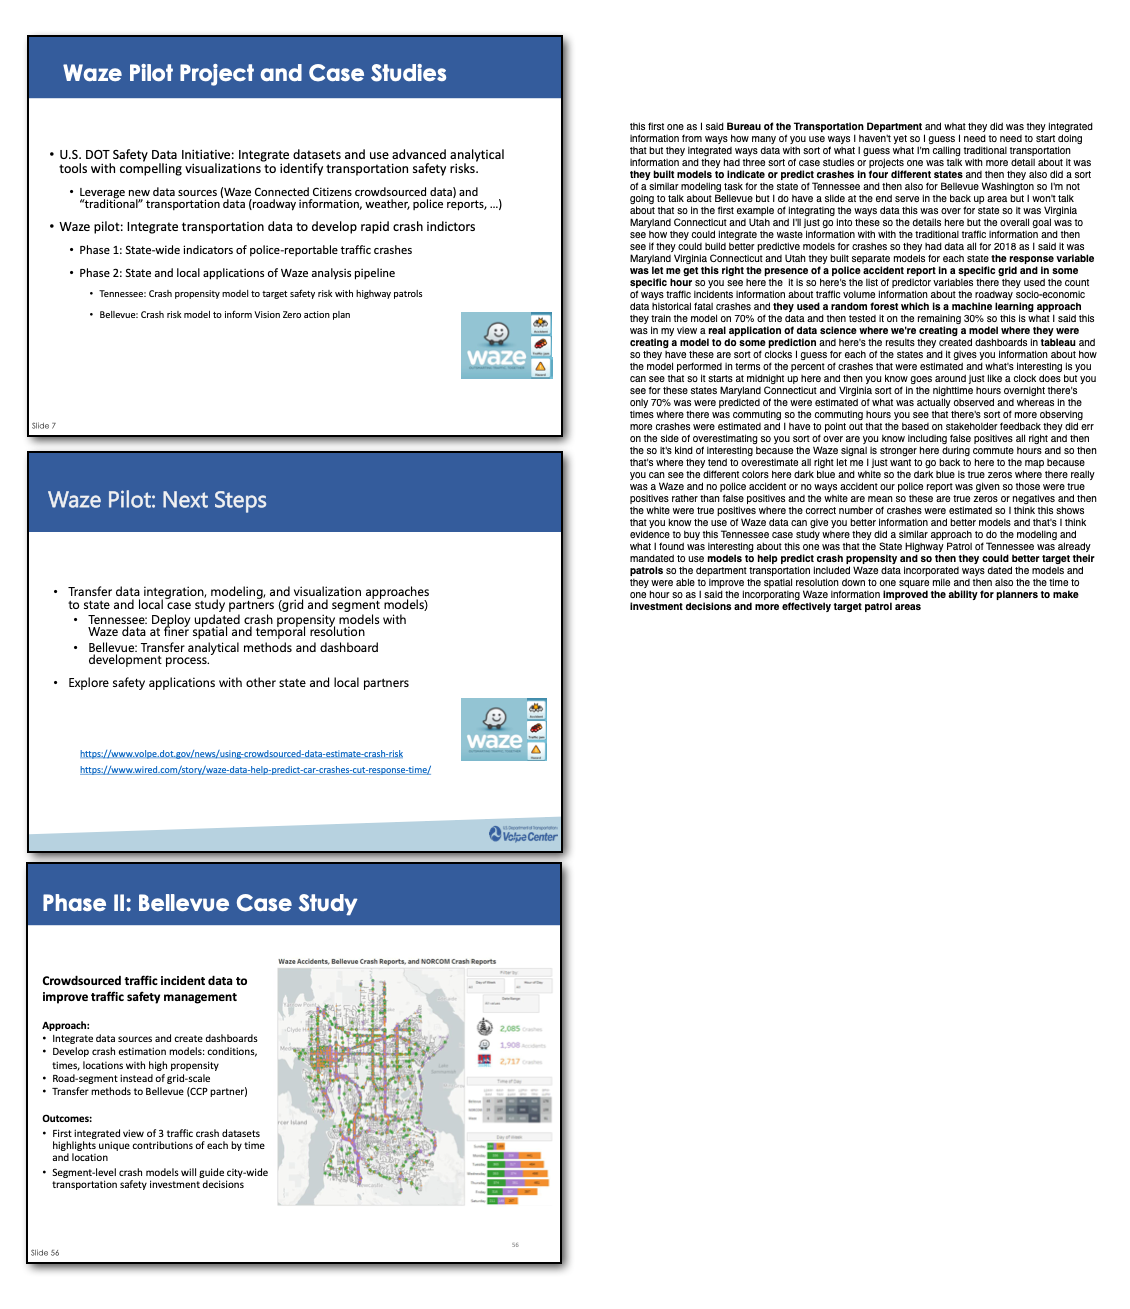 Waze Pilot Project and Case Studies
• U.S. DOT Safety Data Initiative: Integrate datasets and use advanced analytical
tools with compelling visualizations to identify transportation safety risks.
• Leverage new data sources (Waze Connected Citizens crowdsourced data) and
“traditional” transportation data (roadway information, weather, police reports, …)
• Waze pilot: Integrate transportation data to develop rapid crash indictors
• Phase 1: State-wide indicators of police-reportable traffic crashes
• Phase 2: State and local applications of Waze analysis pipeline
• Tennessee: Crash propensity model to target safety risk with highway patrols
• Bellevue: Crash risk model to inform Vision Zero action plan
waze
Slide 7
Waze Pilot: Next Steps
• Transfer data integration, modeling, and visualization approaches
to state and local case study partners (grid and segment models)
• Tennessee: Deploy updated crash propensity models with
Waze data at finer spatial and temporal resolution
• Bellevue: Transfer analytical methods and dashboard
development process.
• Explore safety applications with other state and local partners
waze
https://www.volpe.dot.gov/news/using-crowdsourced-data-estimate-crash-risk
https://www.wired.com/story/waze-data-help-predict-car-crashes-cut-response-time/
U.S. Department of Transportation
Volpe Center
Phase II: Bellevue Case Study
Crowdsourced traffic incident data to
improve traffic safety management
Approach:
• Integrate data sources and create dashboards
• Develop crash estimation models: conditions,
times, locations with high propensity
• Road-segment instead of grid-scale
• Transfer methods to Bellevue (CCP partner)
Outcomes:
• First integrated view of 3 traffic crash datasets
highlights unique contributions of each by time
and location
• Segment-level crash models will guide city-wide
transportation safety investment decisions
Waze Accidents, Bellevue Crash Reports, and NORCOM Crash Reports
Filter by
Day of Week
Hour of Day
2,085 Crashes
1,908 Accidents
2,717 Crashes
Time of Day
Day of Week
Sunday
Monday
Tuesday
Wednesday
Thursday
Friday
Saturday
56
Slide 56
this first one as I said Bureau of the Transportation Department and what they did was they integrated
information from ways how many of you use ways I haven't yet so I guess I need to need to start doing
that but they integrated ways data with sort of what I guess what I'm calling traditional transportation
information and they had three sort of case studies or projects one was talk with more detail about it was
they built models to indicate or predict crashes in four different states and then they also did a sort
of a similar modeling task for the state of Tennessee and then also for Bellevue Washington so I'm not
going to talk about Bellevue but I do have a slide at the end serve in the back up area but I won't talk
about that so in the first example of integrating the ways data this was over for state so it was Virginia
Maryland Connecticut and Utah and I'll just go into these so the details here but the overall goal was to
see how they could integrate the waste information with with the traditional traffic information and then
see if they could build better predictive models for crashes so they had data all for 2018 as I said it was
Maryland Virginia Connecticut and Utah they built separate models for each state the response variable
was let me get this right the presence of a police accident report in a specific grid and in some
specific hour so you see here the  it is so here's the list of predictor variables there they used the count
of ways traffic incidents information about traffic volume information about the roadway socio-economic
data historical fatal crashes and they used a random forest which is a machine learning approach
they train the model on 70% of the data and then tested it on the remaining 30% so this is what I said this
was in my view a real application of data science where we're creating a model where they were
creating a model to do some prediction and here's the results they created dashboards in tableau and
so they have these are sort of clocks I guess for each of the states and it gives you information about how
the model performed in terms of the percent of crashes that were estimated and what's interesting is you
can see that so it starts at midnight up here and then you know goes around just like a clock does but you
see for these states Maryland Connecticut and Virginia sort of in the nighttime hours overnight there's
only 70% was were predicted of the were estimated of what was actually observed and whereas in the
times where there was commuting so the commuting hours you see that there's sort of more observing
more crashes were estimated and I have to point out that the based on stakeholder feedback they did err
on the side of overestimating so you sort of over are you know including false positives all right and then
the so it's kind of interesting because the Waze signal is stronger here during commute hours and so then
that's where they tend to overestimate all right let me I just want to go back to here to the map because
you can see the different colors here dark blue and white so the dark blue is true zeros where there really
was a Waze and no police accident or no ways accident our police report was given so those were true
positives rather than false positives and the white are mean so these are true zeros or negatives and then
the white were true positives where the correct number of crashes were estimated so I think this shows
that you know the use of Waze data can give you better information and better models and that's I think
evidence to buy this Tennessee case study where they did a similar approach to do the modeling and
what I found was interesting about this one was that the State Highway Patrol of Tennessee was already
mandated to use models to help predict crash propensity and so then they could better target their
patrols so the department transportation included Waze data incorporated ways dated the models and
they were able to improve the spatial resolution down to one square mile and then also the the time to
one hour so as I said the incorporating Waze information improved the ability for planners to make
investment decisions and more effectively target patrol areas